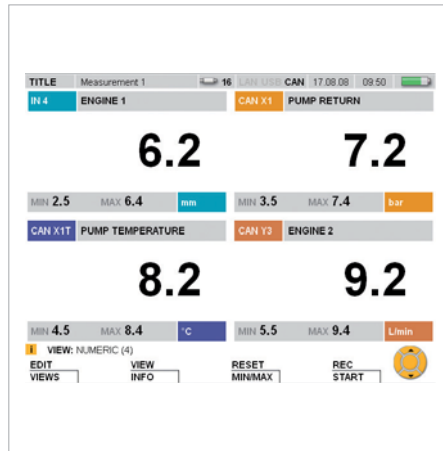 TITLE Measurement 1 16 LAN USB CAN 17.08.08 09:50
IN 4 ENGINE 1 CAN X1 PUMP RETURN
6.2 7.2
MIN 2.5 MAX 6.4 mm MIN 3.5 MAX 7.4 bar
CAN X1T PUMP TEMPERATURE CAN Y3 ENGINE 2
8.2 9.2
MIN 4.5 MAX 8.4 °C MIN 5.5 MAX 9.4 L/min
i VIEW: NUMERIC (4)
EDIT VIEW RESET REC
VIEWS INFO MIN/MAX START